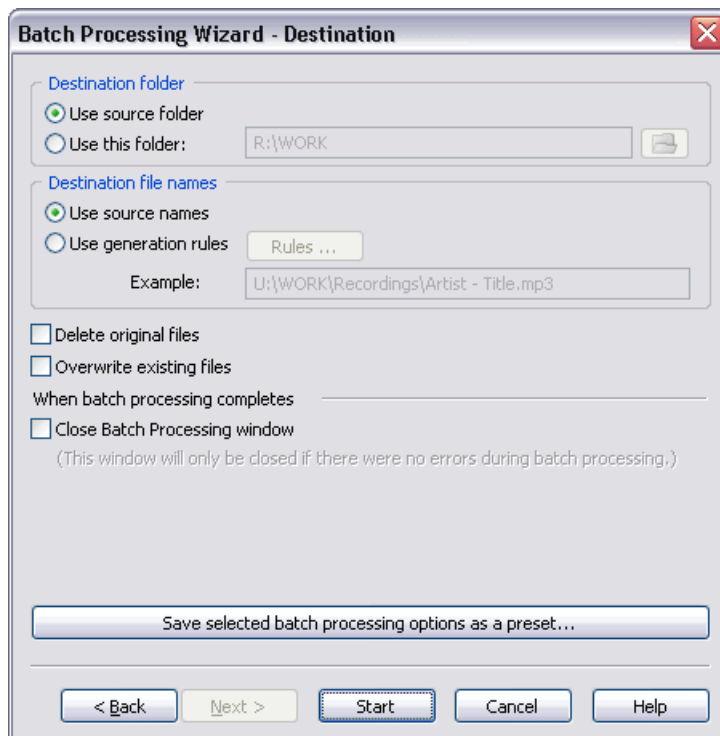 Batch Processing Wizard - Destination
Destination folder
Use source folder
Use this folder: R:\WORK
Destination file names
Use source names
Use generation rules Rules ...
Example: U:\WORK\Recordings\Artist - Title.mp3
Delete original files
Overwrite existing files
When batch processing completes
Close Batch Processing window
(This window will only be closed if there were no errors during batch processing.)
Save selected batch processing options as a preset...
< Back Next > Start Cancel Help